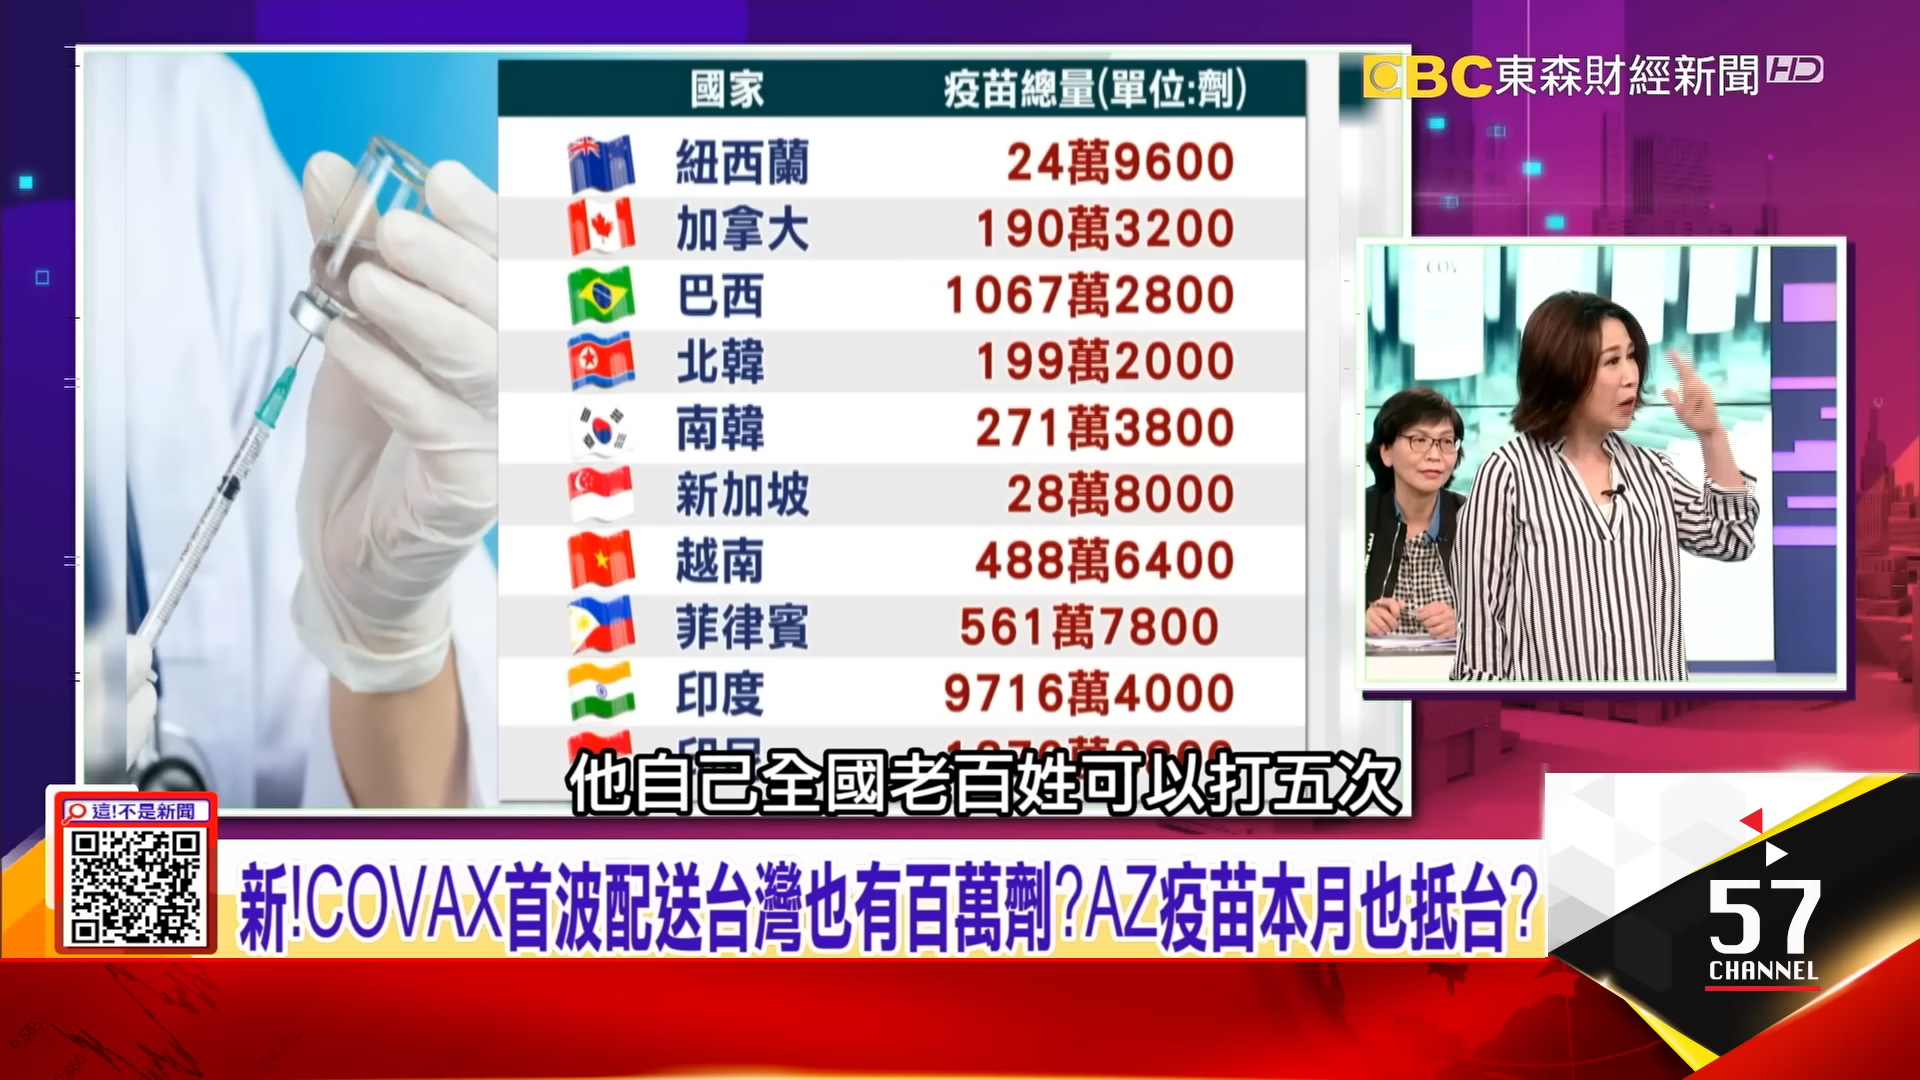 EBC東森財經新聞HD
國家 疫苗總量(單位:劑)
紐西蘭 24萬9600
加拿大 190萬3200
巴西 1067萬2800
北韓 199萬2000
南韓 271萬3800
新加坡 28萬8000
越南 488萬6400
菲律賓 561萬7800
印度 9716萬4000
他自己全國老百姓可以打五次
這!不是新聞
新!COVAX首波配送台灣也有百萬劑?AZ疫苗本月也抵台?
57
CHANNEL